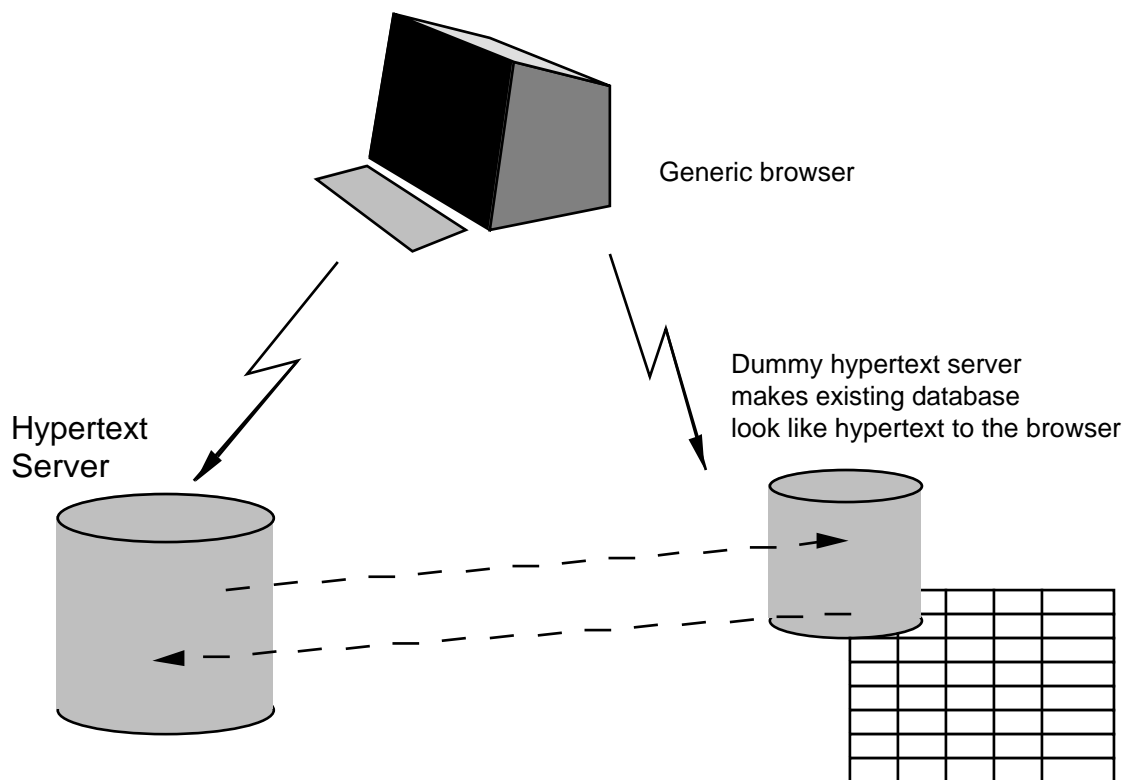 Generic browser
Dummy hypertext server
makes existing database
look like hypertext to the browser
Hypertext
Server